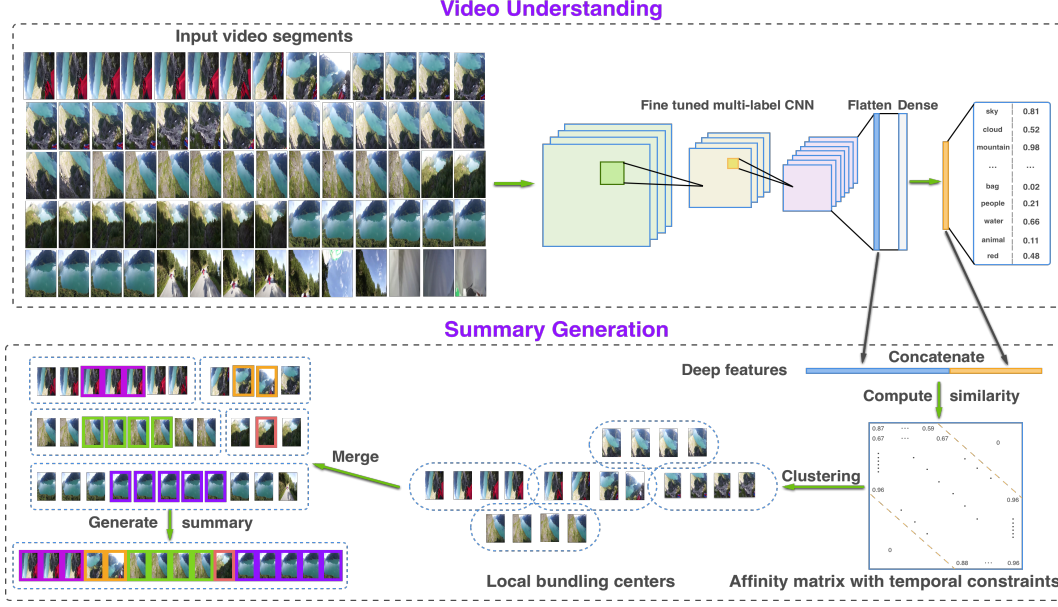 Video Understanding
Input video segments
Fine tuned multi-label CNN
Flatten Dense
sky 0.81
cloud 0.52
mountain 0.98
... ...
bag 0.02
people 0.21
water 0.66
animal 0.11
red 0.48
Summary Generation
Concatenate
Deep features
Compute similarity
0.87 ... 0.59
0.67 ... 0.67 0
0.96
0.96
0
0.88 ... 0.96
Clustering
Merge
Generate summary
Local bundling centers
Affinity matrix with temporal constraints